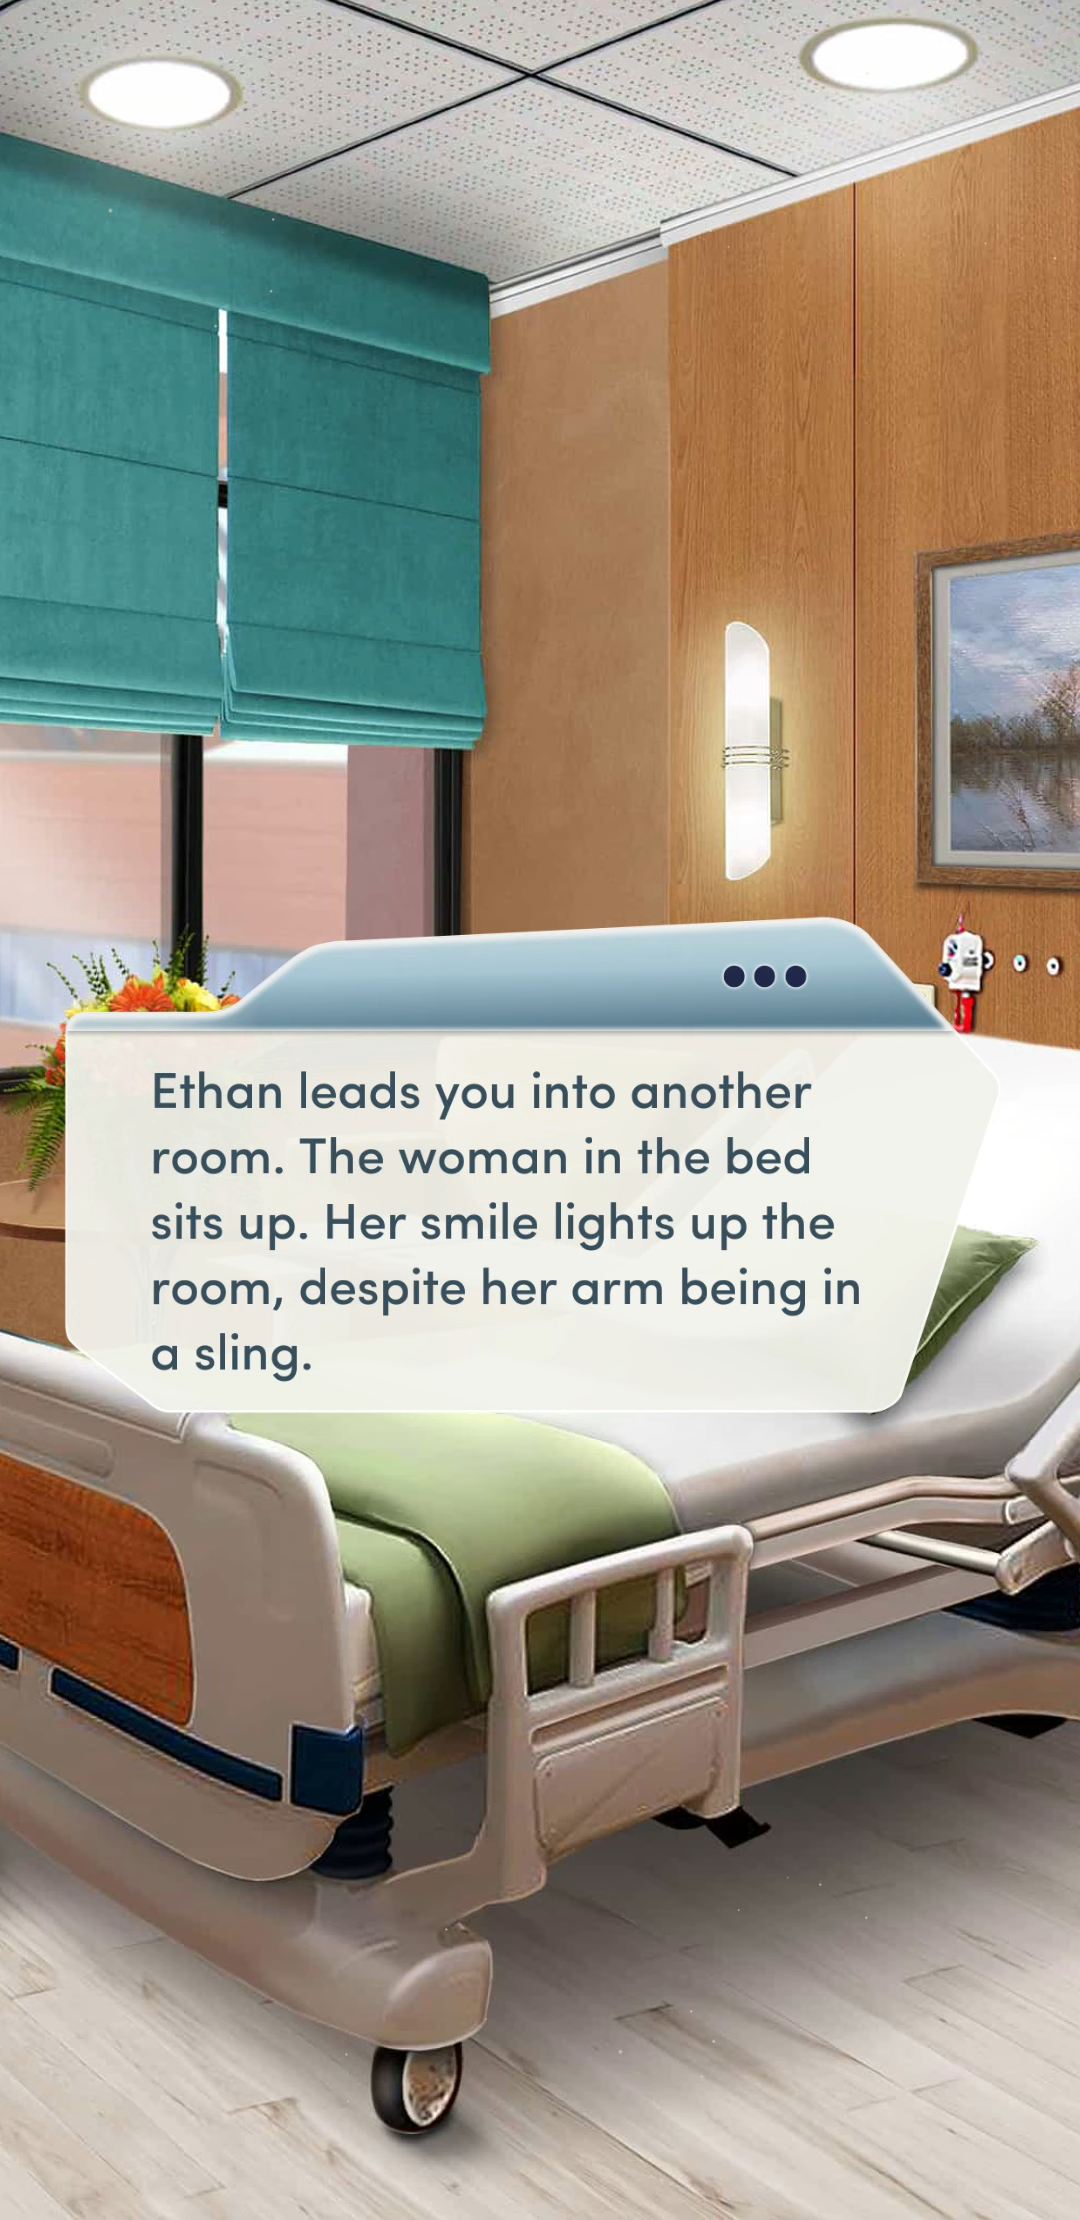 Ethan leads you into another
room. The woman in the bed
sits up. Her smile lights up the
room, despite her arm being in
a sling.